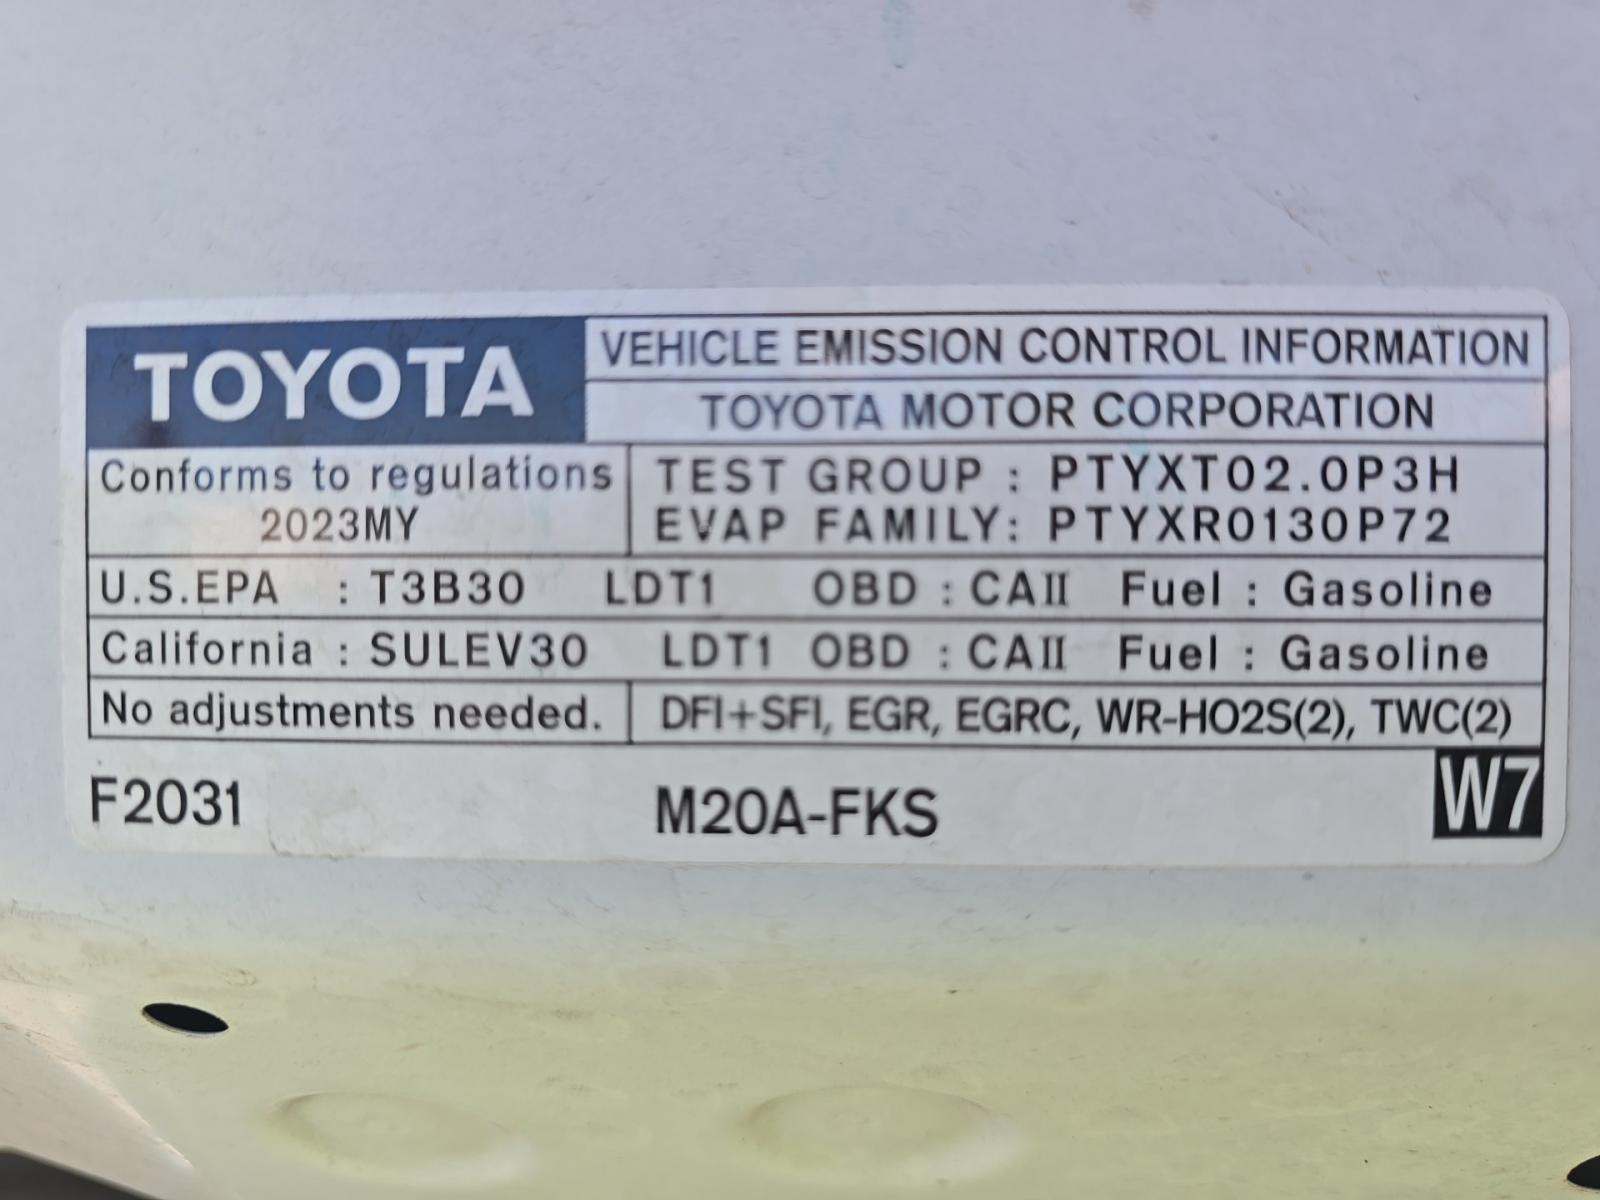 TOYOTA
VEHICLE EMISSION CONTROL INFORMATION
TOYOTA MOTOR CORPORATION
Conforms to regulations
2023MY
TEST GROUP : PTYXT02.0P3H
EVAP FAMILY: PTYXR0130P72
U.S.EPA : T3B30 LDT1 OBD : CAII Fuel : Gasoline
California : SULEV30 LDT1 OBD : CAII Fuel : Gasoline
No adjustments needed.
DFI+SFI, EGR, EGRC, WR-HO2S(2), TWC(2)
F2031
M20A-FKS
W7